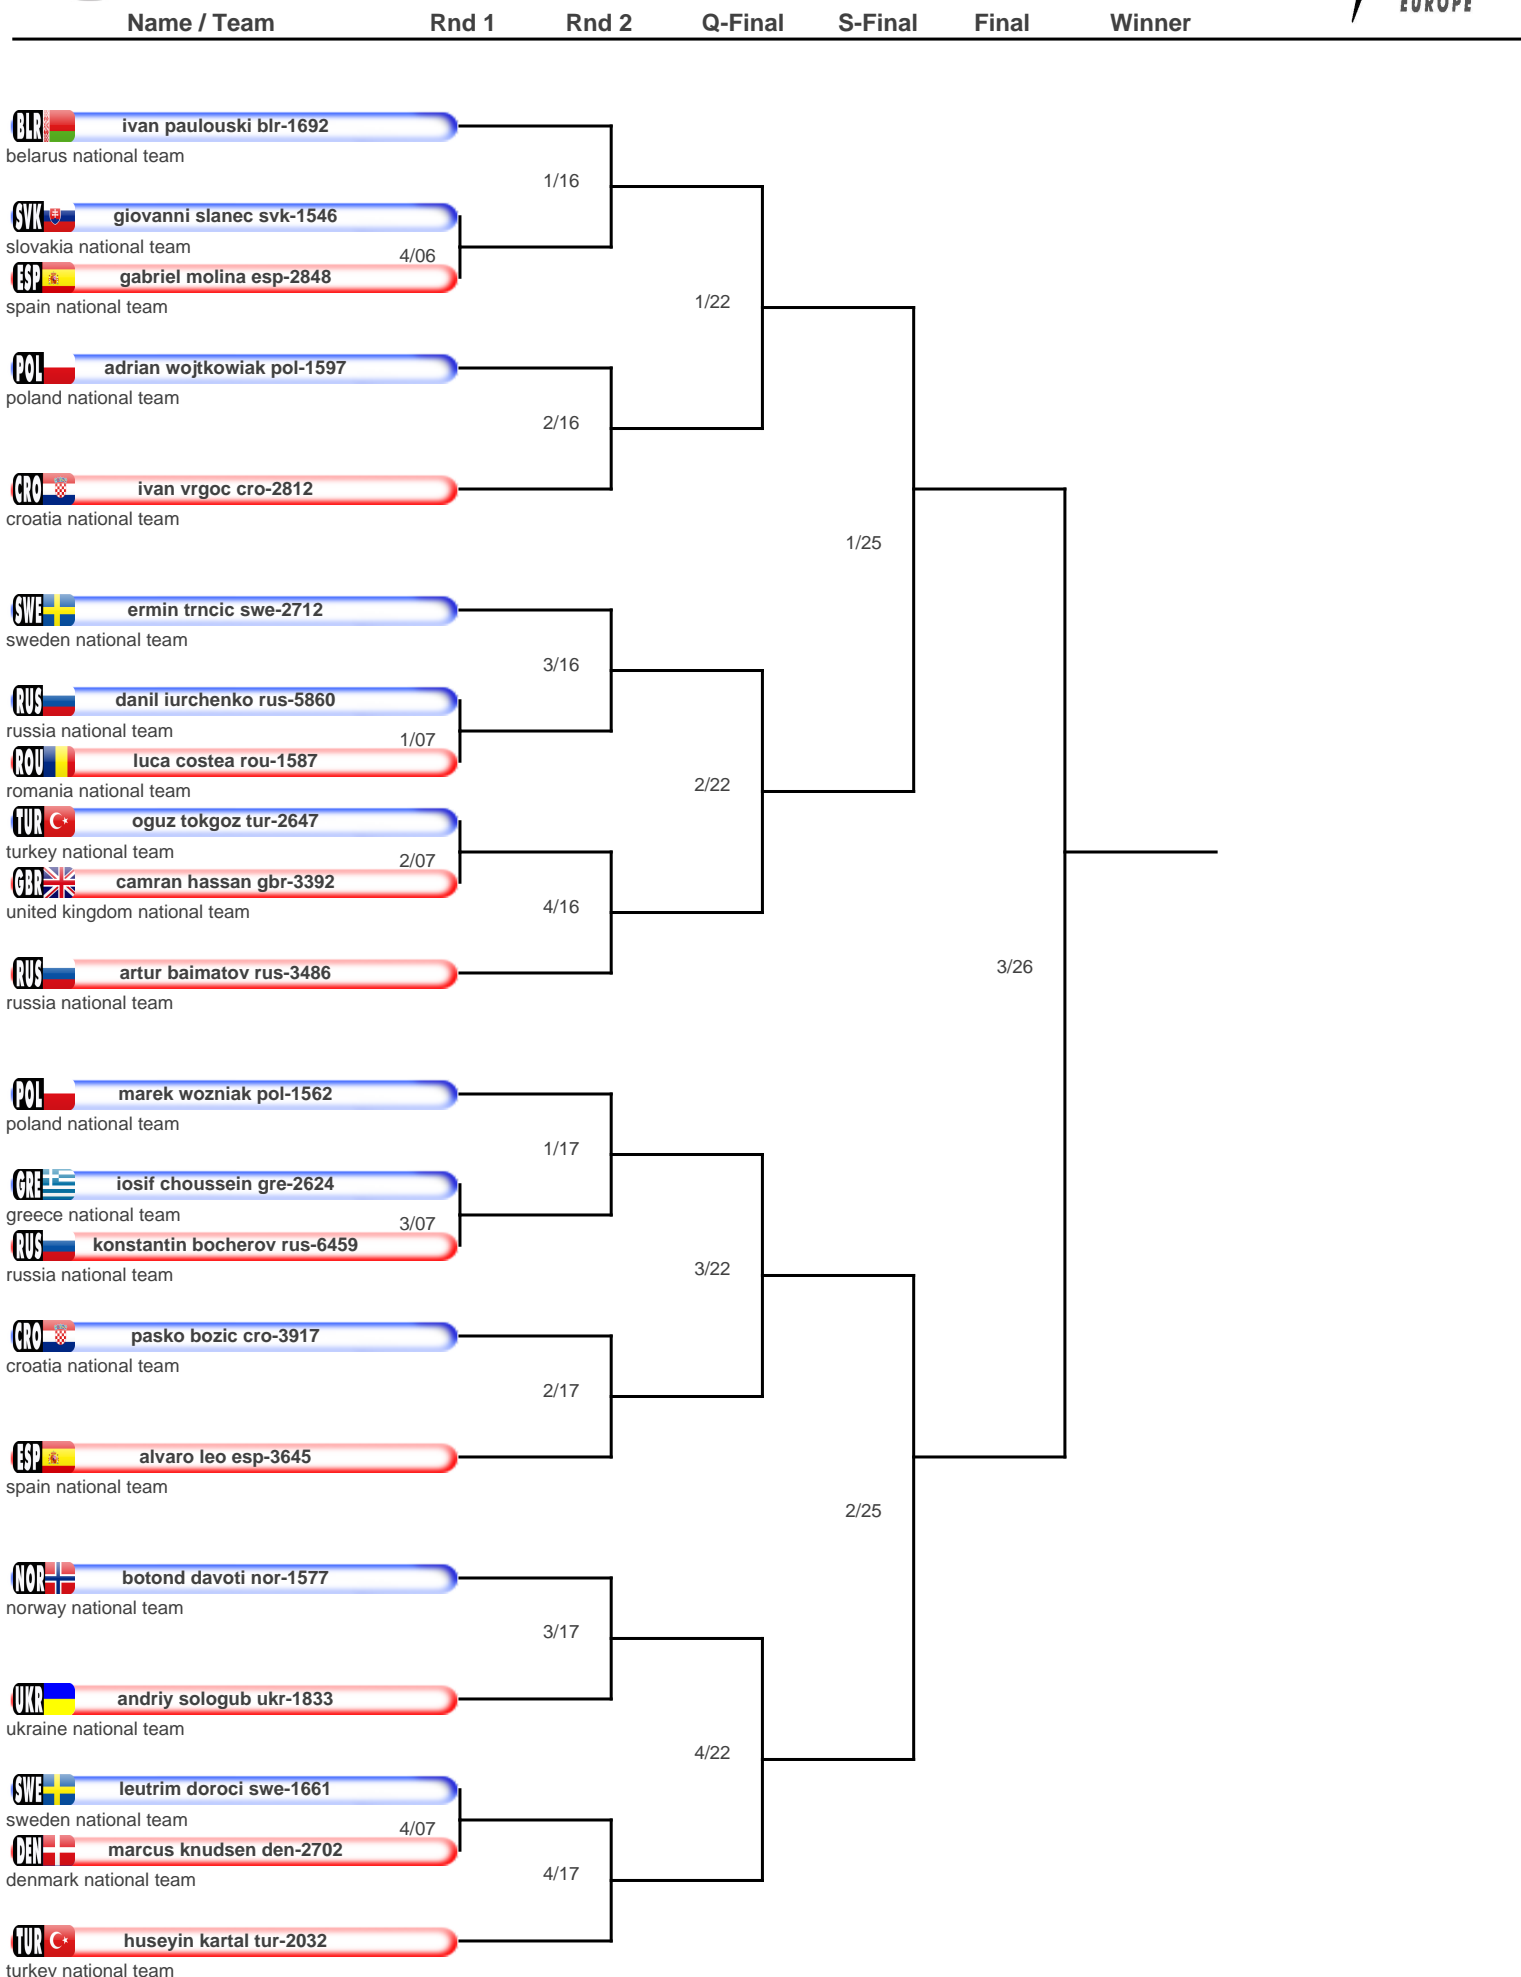 EUROPE
Name / Team Rnd 1 Rnd 2 Q-Final S-Final Final Winner
BLR ivan paulouski blr-1692
belarus national team
1/16
SVK giovanni slanec svk-1546
slovakia national team
4/06
ESP gabriel molina esp-2848
spain national team
1/22
POL adrian wojtkowiak pol-1597
poland national team
2/16
CRO ivan vrgoc cro-2812
croatia national team
1/25
SWE ermin trncic swe-2712
sweden national team
3/16
RUS danil iurchenko rus-5860
russia national team
1/07
ROU luca costea rou-1587
romania national team
2/22
TUR oguz tokgoz tur-2647
turkey national team
2/07
GBR camran hassan gbr-3392
united kingdom national team
4/16
RUS artur baimatov rus-3486
russia national team
3/26
POL marek wozniak pol-1562
poland national team
1/17
GRE iosif choussein gre-2624
greece national team
3/07
RUS konstantin bocherov rus-6459
russia national team
3/22
CRO pasko bozic cro-3917
croatia national team
2/17
ESP alvaro leo esp-3645
spain national team
2/25
NOR botond davoti nor-1577
norway national team
3/17
UKR andriy sologub ukr-1833
ukraine national team
4/22
SWE leutrim doroci swe-1661
sweden national team
4/07
DEN marcus knudsen den-2702
denmark national team
4/17
TUR huseyin kartal tur-2032
turkey national team